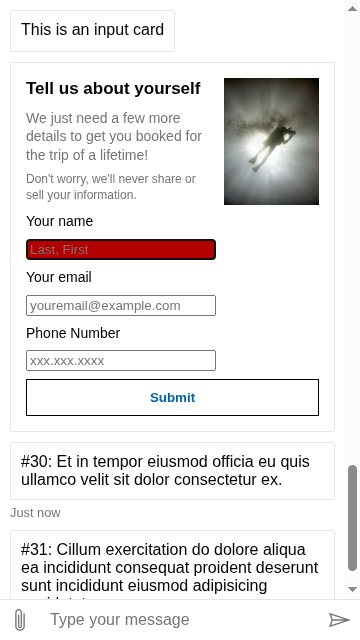 This is an input card
Tell us about yourself
We just need a few more
details to get you booked for
the trip of a lifetime!
Don't worry, we'll never share or
sell your information.
Your name
Last, First
Your email
youremail@example.com
Phone Number
xxx.xxx.xxxx
Submit
#30: Et in tempor eiusmod officia eu quis
ullamco velit sit dolor consectetur ex.
Just now
#31: Cillum exercitation do dolore aliqua
ea incididunt consequat proident deserunt
sunt incididunt eiusmod adipisicing
Type your message